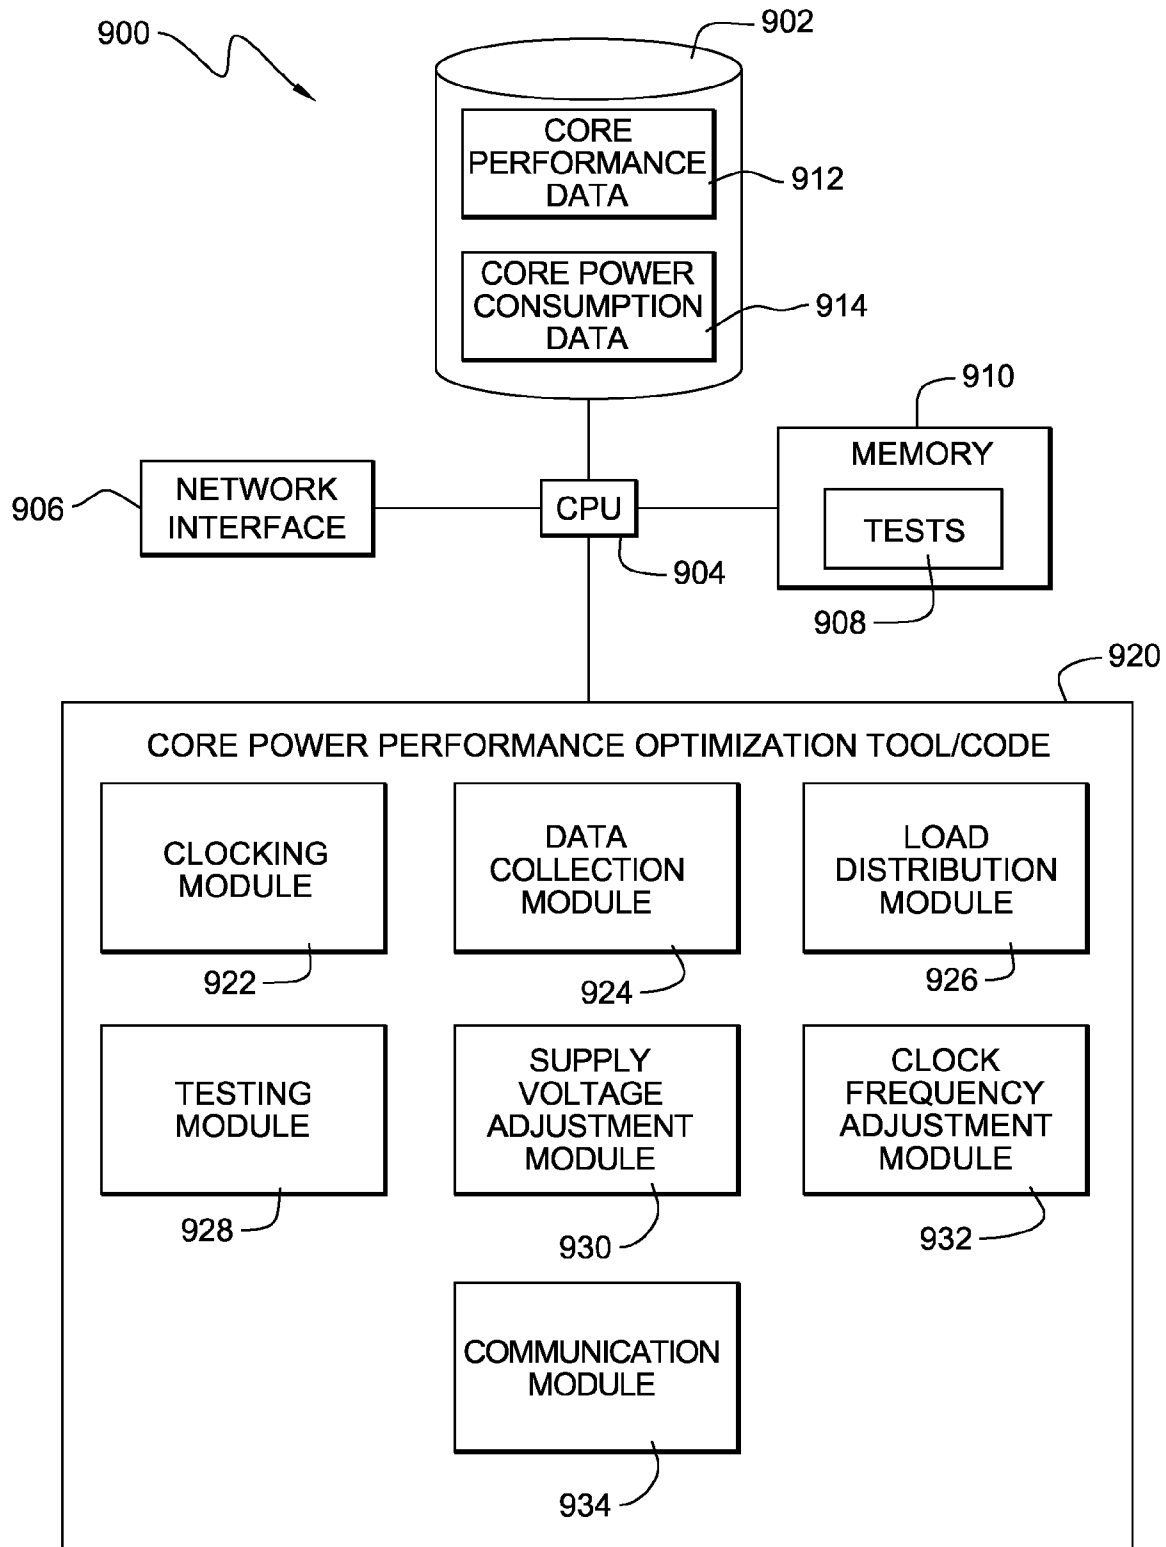 900
902
CORE
PERFORMANCE
DATA
912
CORE POWER
CONSUMPTION
DATA
914
910
MEMORY
TESTS
908
906
NETWORK
INTERFACE
CPU
904
920
CORE POWER PERFORMANCE OPTIMIZATION TOOL/CODE
CLOCKING
MODULE
922
DATA
COLLECTION
MODULE
924
LOAD
DISTRIBUTION
MODULE
926
TESTING
MODULE
928
SUPPLY
VOLTAGE
ADJUSTMENT
MODULE
930
CLOCK
FREQUENCY
ADJUSTMENT
MODULE
932
COMMUNICATION
MODULE
934